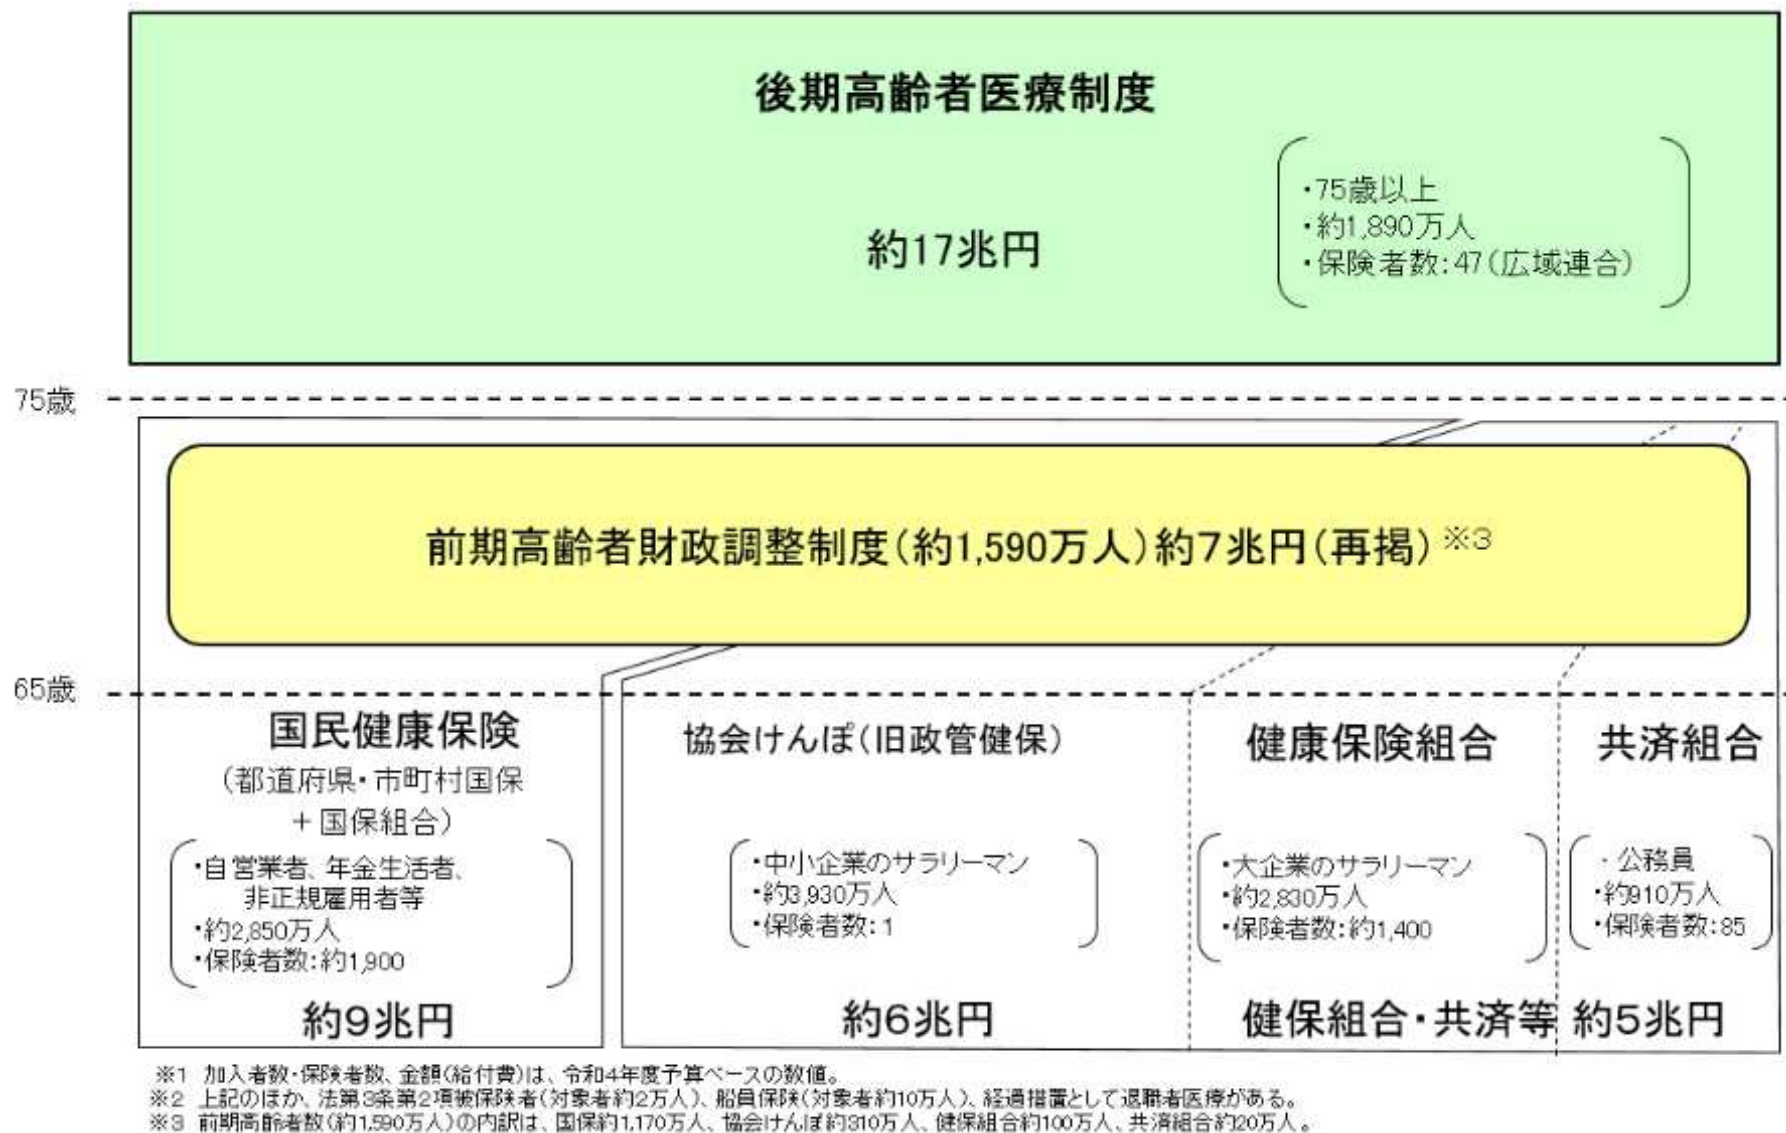 後期高齢者医療制度
約17兆円
・75歳以上
・約1,890万人
・保険者数:47(広域連合)
75歳
前期高齢者財政調整制度(約1,590万人)約7兆円(再掲)※3
65歳
国民健康保険
(都道府県・市町村国保
+国保組合)
・自営業者、年金生活者、
非正規雇用者等
・約2,850万人
・保険者数:約1,900
約9兆円
協会けんぽ(旧政管健保)
・中小企業のサラリーマン
・約3,930万人
・保険者数:1
約6兆円
健康保険組合
・大企業のサラリーマン
・約2,830万人
・保険者数:約1,400
共済組合
・公務員
・約910万人
・保険者数:85
健保組合・共済等 約5兆円
※1 加入者数・保険者数、金額(給付費)は、令和4年度予算ベースの数値。
※2 上記のほか、法第3条第2項被保険者(対象者約2万人)、船員保険(対象者約10万人)、経過措置として退職者医療がある。
※3 前期高齢者数(約1,590万人)の内訳は、国保約1,170万人、協会けんぽ約310万人、健保組合約100万人、共済組合約20万人。